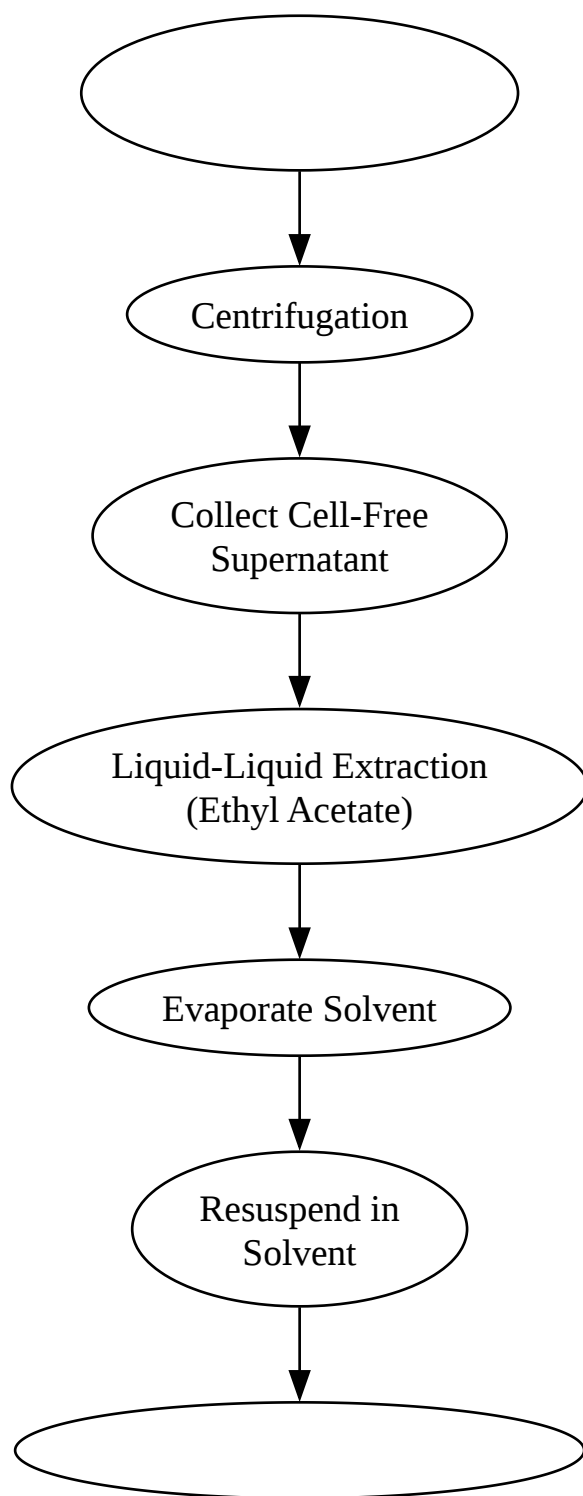 Centrifugation
Collect Cell-Free
Supernatant
Liquid-Liquid Extraction
(Ethyl Acetate)
Evaporate Solvent
Resuspend in
Solvent